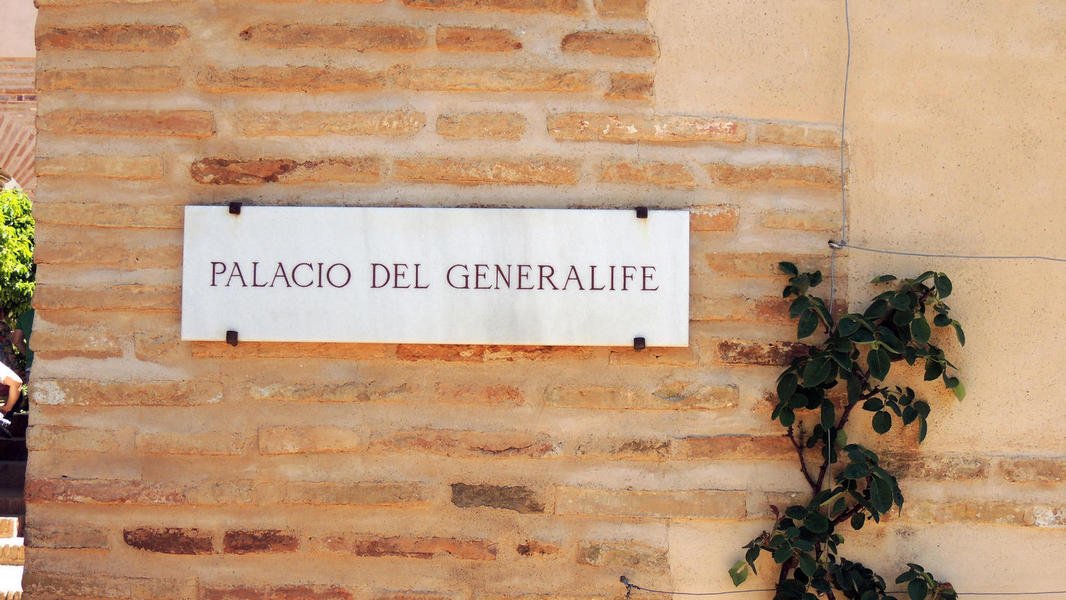 PALACIO DEL GENERALIFE